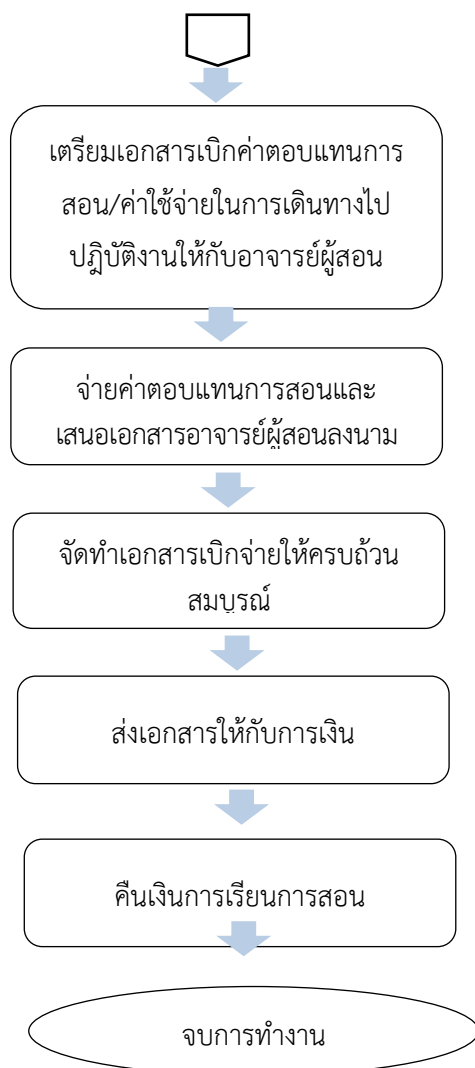 เตรียมเอกสารเบิกค่าตอบแทนการ
สอน/ค่าใช้จ่ายในการเดินทางไป
ปฎิบัติงานให้กับอาจารย์ผู้สอน
จ่ายค่าตอบแทนการสอนและ
เสนอเอกสารอาจารย์ผู้สอนลงนาม
จัดทำเอกสารเบิกจ่ายให้ครบถ้วน
สมบูรณ์
ส่งเอกสารให้กับการเงิน
คืนเงินการเรียนการสอน
จบการทำงาน